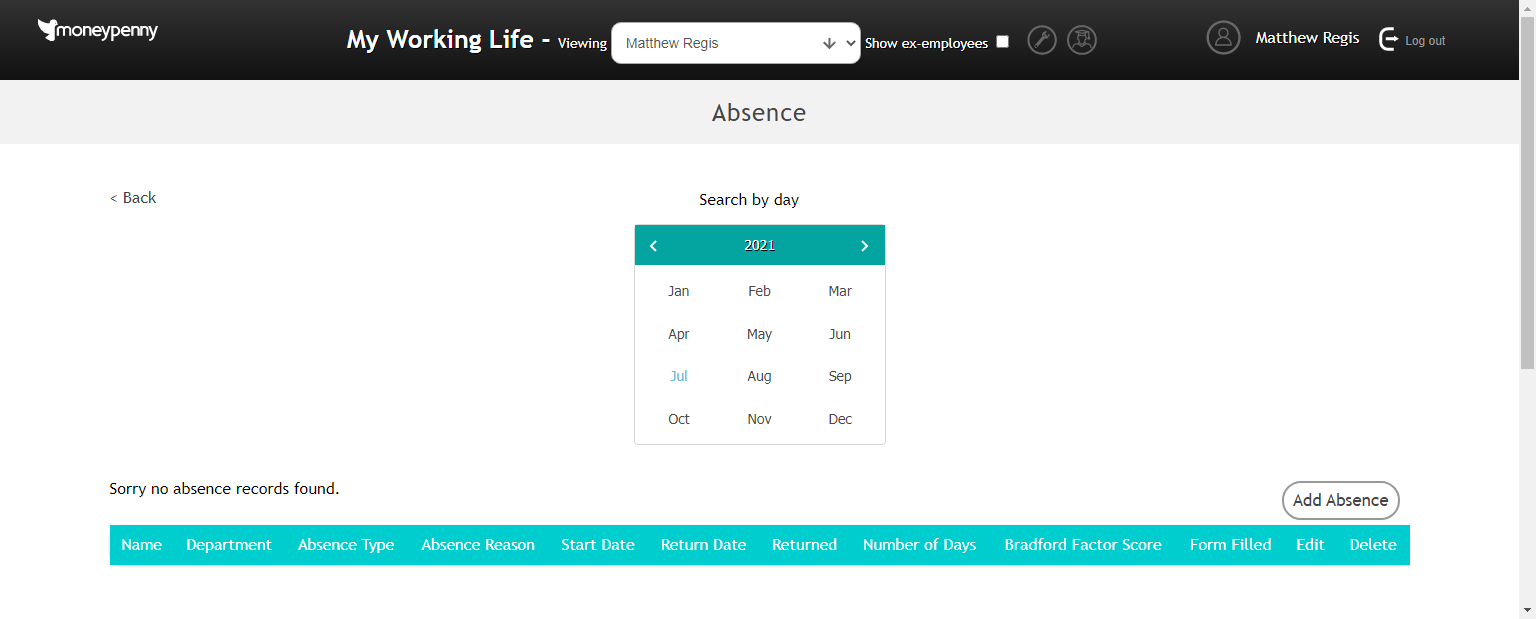 moneypenny
My Working Life - Viewing Matthew Regis Show ex-employees
Matthew Regis Log out
Absence
< Back
Search by day
2021
Jan Feb Mar
Apr May Jun
Jul Aug Sep
Oct Nov Dec
Sorry no absence records found.
Add Absence
Name Department Absence Type Absence Reason Start Date Return Date Returned Number of Days Bradford Factor Score Form Filled Edit Delete